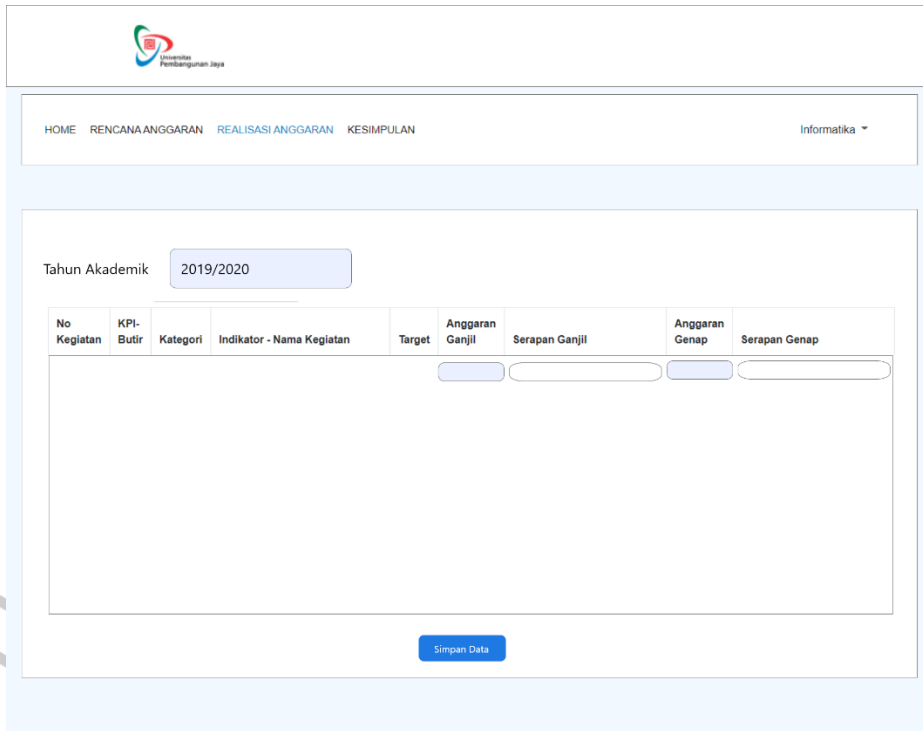 Universitas
Pembangunan Jaya
HOME RENCANA ANGGARAN REALISASI ANGGARAN KESIMPULAN Informatika
Tahun Akademik 2019/2020
No Kegiatan KPI-Butir Kategori Indikator - Nama Kegiatan Target Anggaran Ganjil Serapan Ganjil Anggaran Genap Serapan Genap
Simpan Data